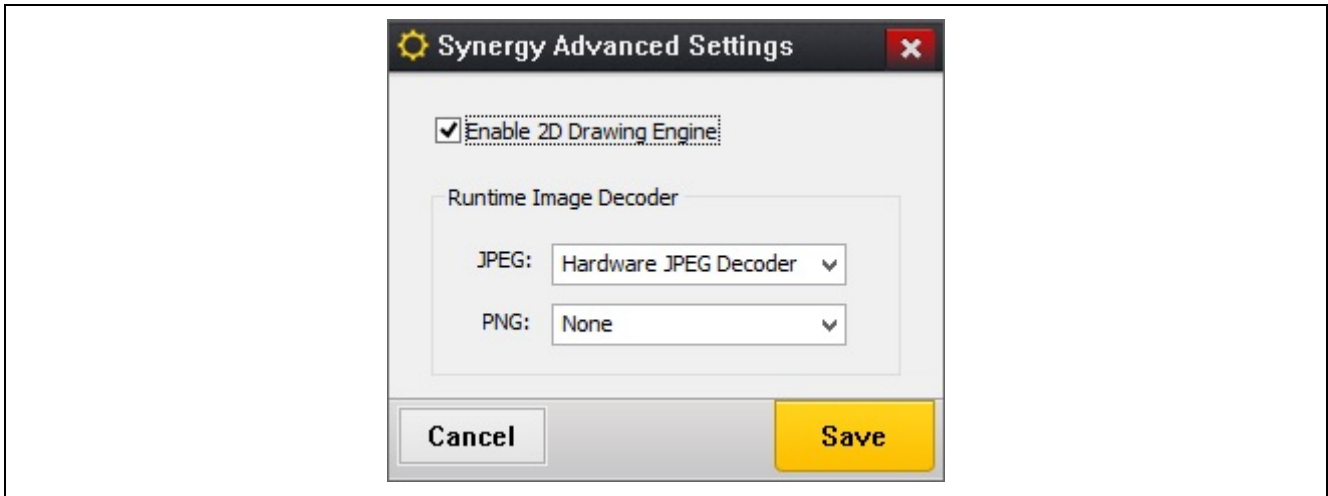 Synergy Advanced Settings
Enable 2D Drawing Engine
Runtime Image Decoder
JPEG: Hardware JPEG Decoder
PNG: None
Cancel Save